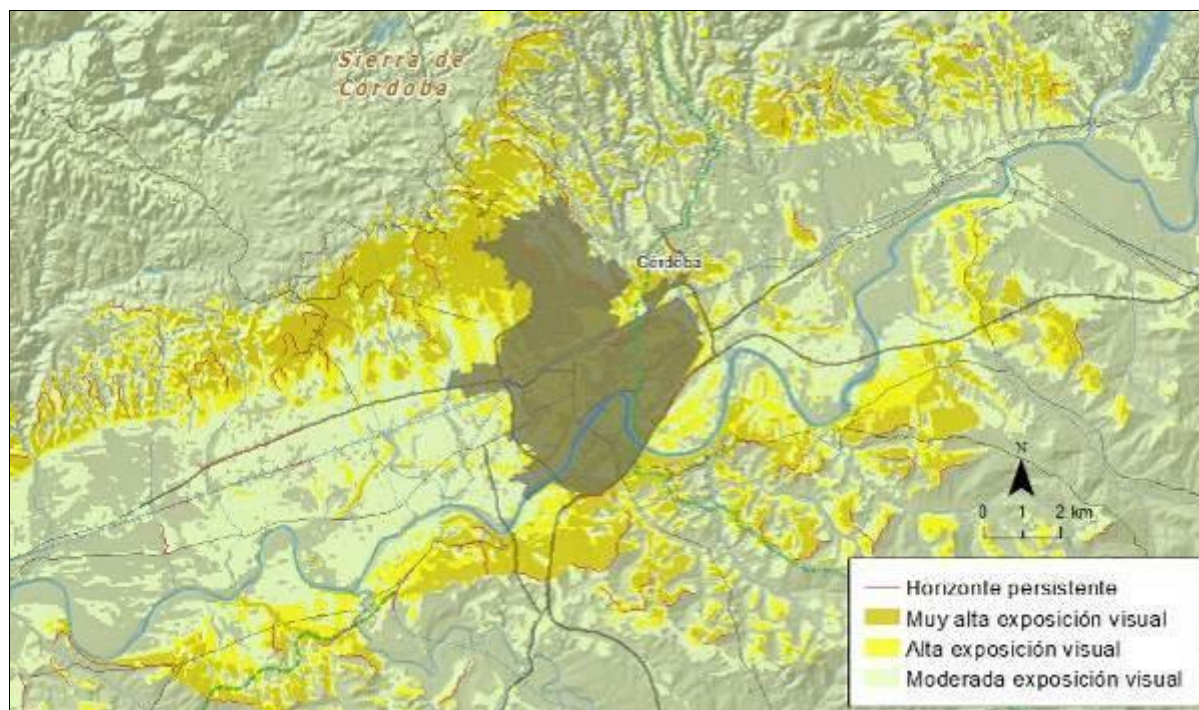 Sierra de
Córdoba
Córdoba
N
0 1 2 km
Horizonte persistente
Muy alta exposición visual
Alta exposición visual
Moderada exposición visual